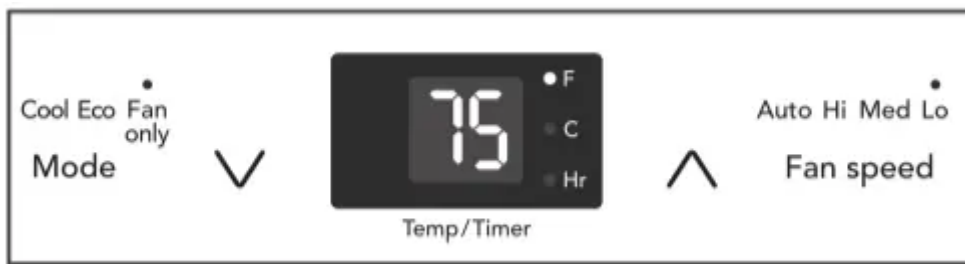 Cool Eco Fan only
Mode
75
F
C
Hr
Temp/Timer
Auto Hi Med Lo
Fan speed